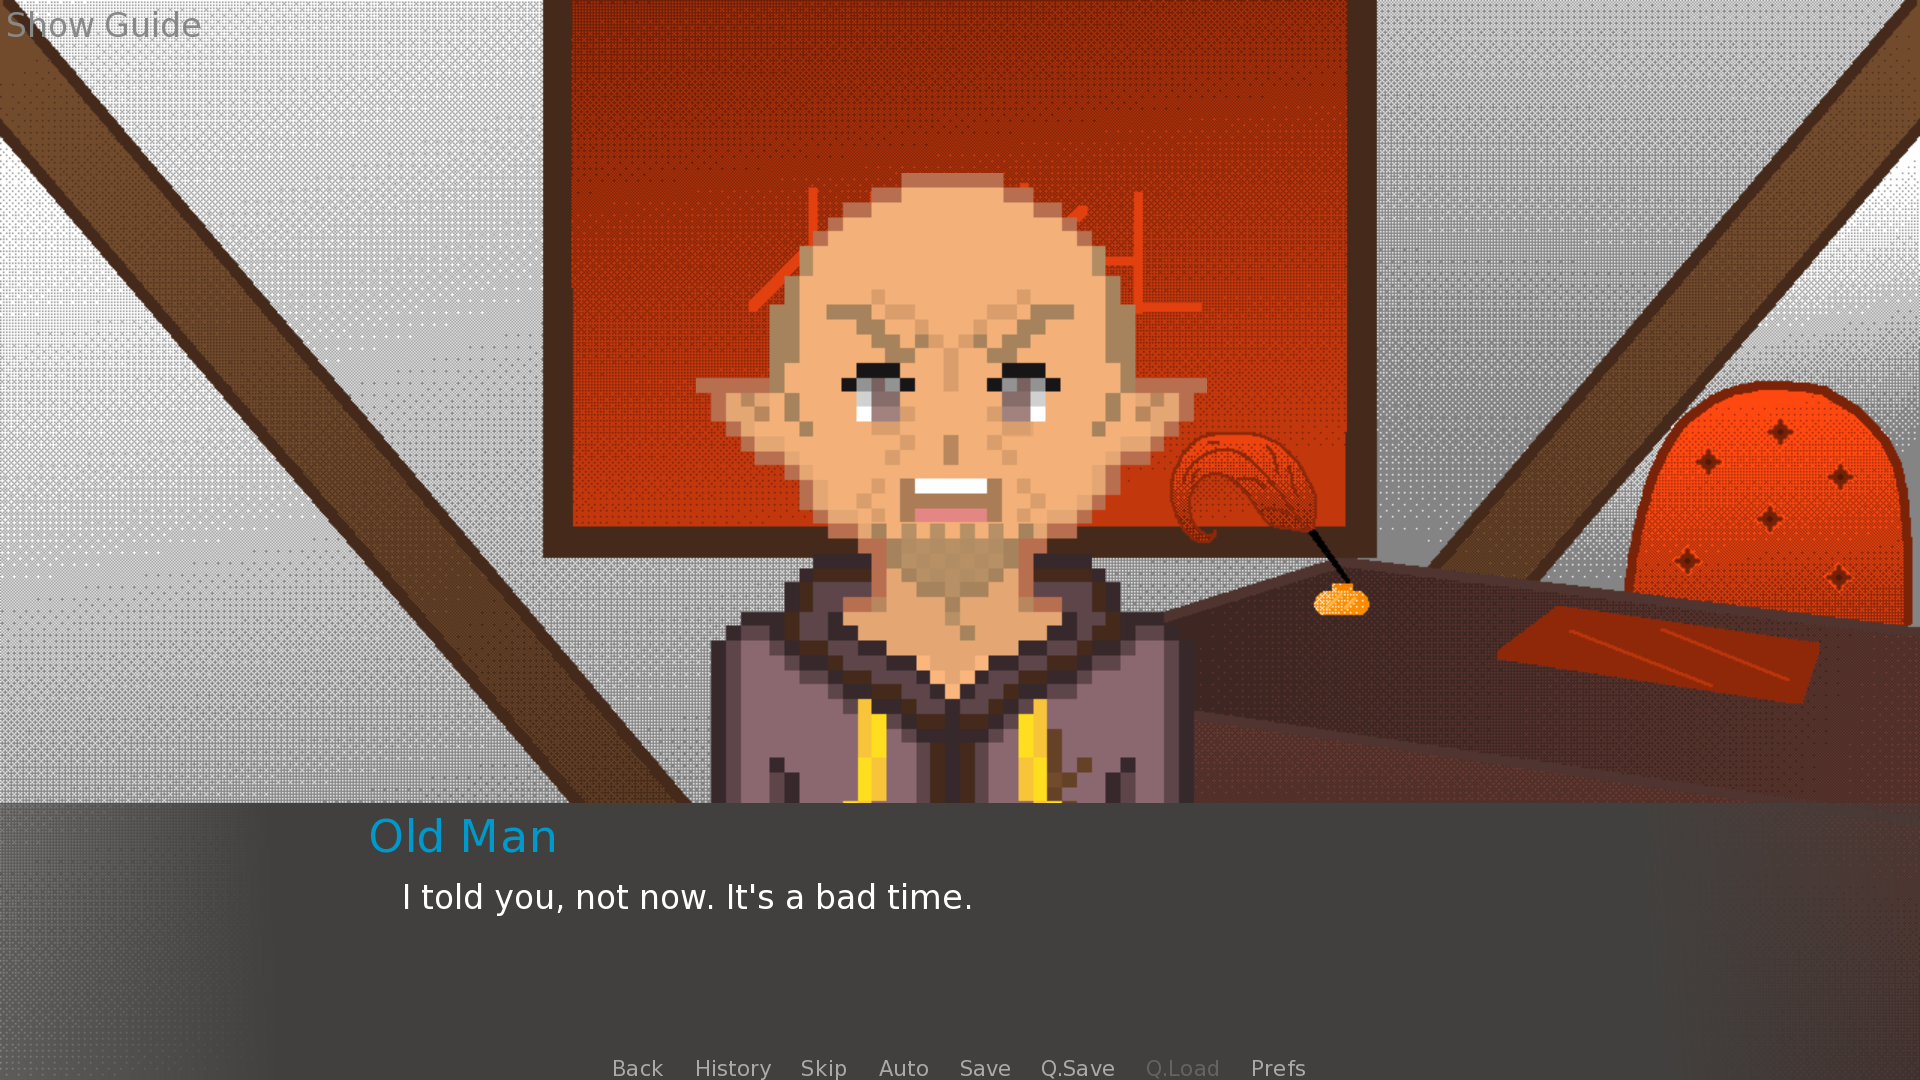 Show Guide
Old Man
I told you, not now. It's a bad time.
Back History Skip Auto Save Q.Save Q.Load Prefs